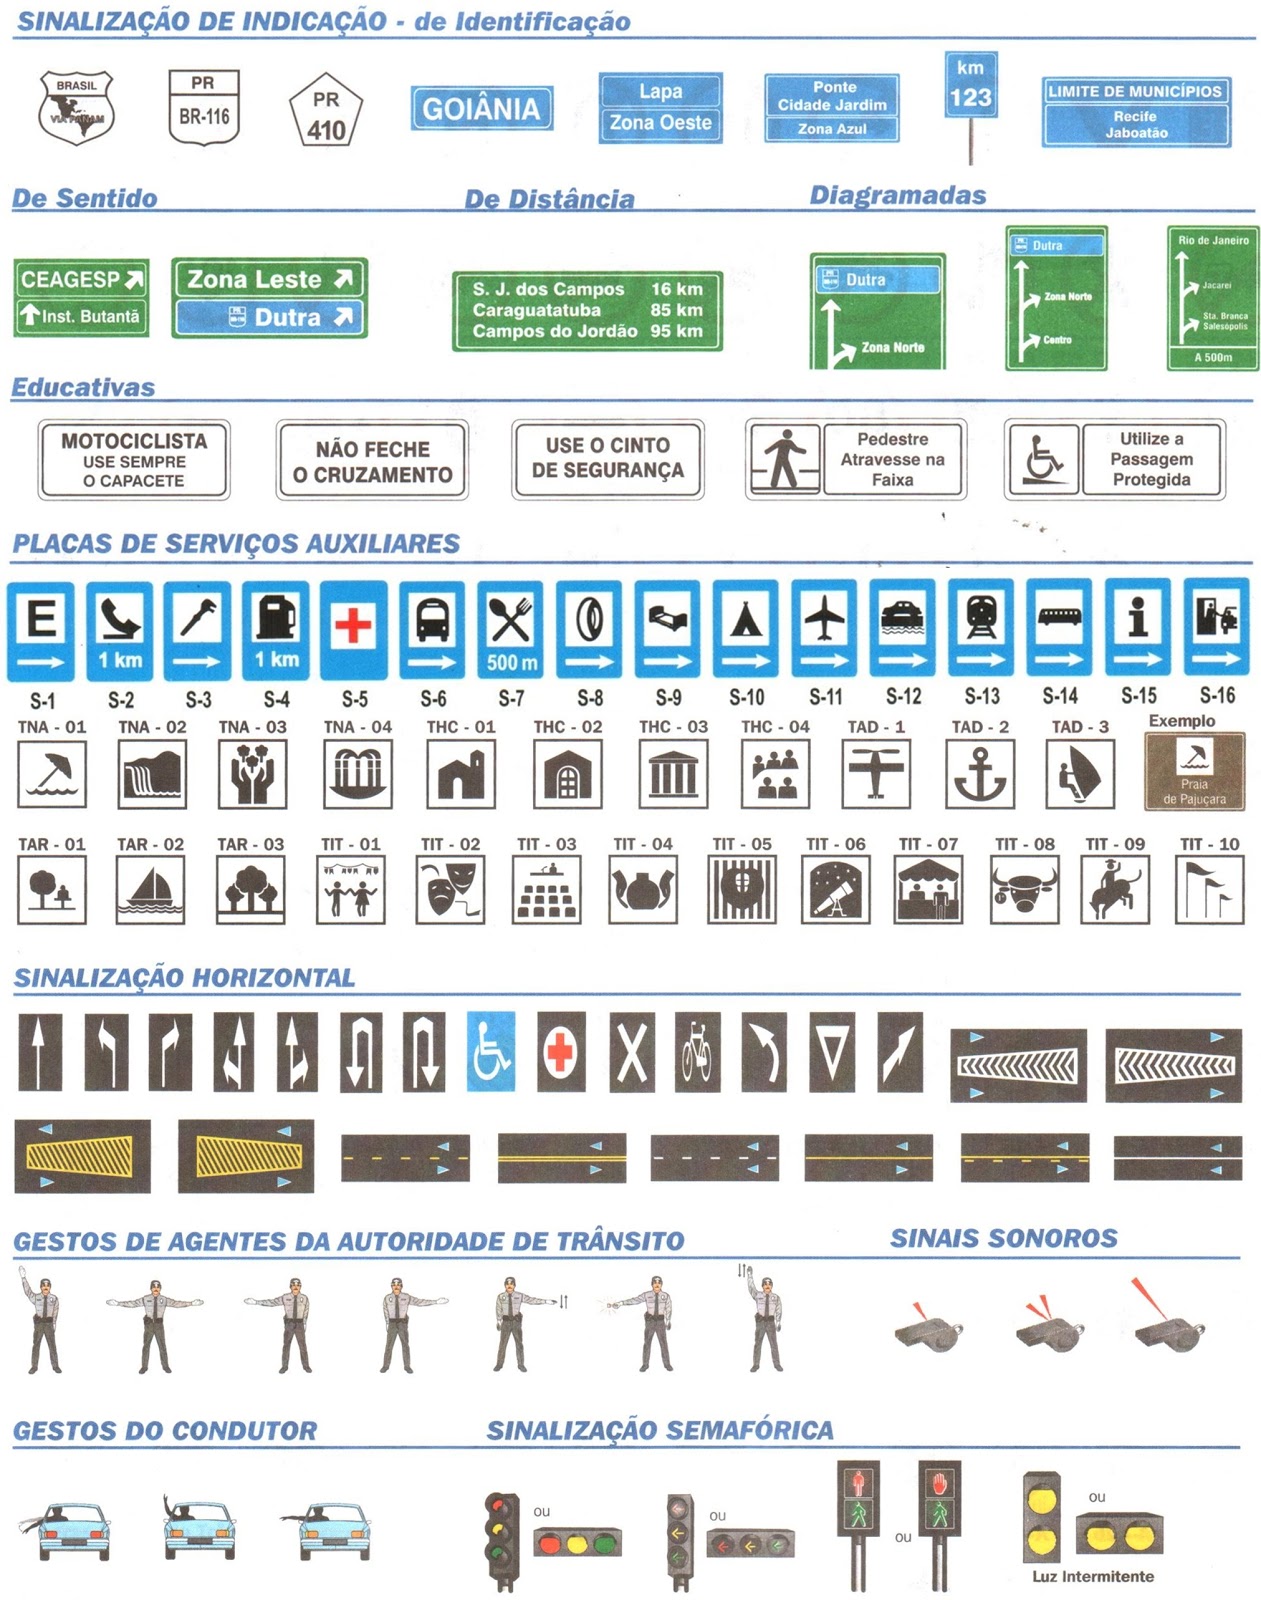 SINALIZAÇÃO DE INDICAÇÃO - de Identificação
BRASIL
VIA PANAM
PR
BR-116
PR
410
GOIÂNIA
Lapa
Zona Oeste
Ponte
Cidade Jardim
Zona Azul
km
123
LIMITE DE MUNICÍPIOS
Recife
Jaboatão
De Sentido
De Distância
Diagramadas
CEAGESP
Inst. Butantã
Zona Leste
Dutra
S. J. dos Campos 16 km
Caraguatatuba 85 km
Campos do Jordão 95 km
Dutra
Zona Norte
Dutra
Zona Norte
Centro
Rio de Janeiro
Jacareí
Sta. Branca
Salesópolis
A 500m
Educativas
MOTOCICLISTA
USE SEMPRE
O CAPACETE
NÃO FECHE
O CRUZAMENTO
USE O CINTO
DE SEGURANÇA
Pedestre
Atravesse na
Faixa
Utilize a
Passagem
Protegida
PLACAS DE SERVIÇOS AUXILIARES
E
1 km
1 km
500 m
i
S-1 S-2 S-3 S-4 S-5 S-6 S-7 S-8 S-9 S-10 S-11 S-12 S-13 S-14 S-15 S-16
TNA - 01 TNA - 02 TNA - 03 TNA - 04 THC - 01 THC - 02 THC - 03 THC - 04 TAD - 1 TAD - 2 TAD - 3 Exemplo
Praia
de Pajuçara
TAR - 01 TAR - 02 TAR - 03 TIT - 01 TIT - 02 TIT - 03 TIT - 04 TIT - 05 TIT - 06 TIT - 07 TIT - 08 TIT - 09 TIT - 10
SINALIZAÇÃO HORIZONTAL
GESTOS DE AGENTES DA AUTORIDADE DE TRÂNSITO
SINAIS SONOROS
GESTOS DO CONDUTOR
SINALIZAÇÃO SEMAFÓRICA
ou
ou
ou
ou
Luz Intermitente